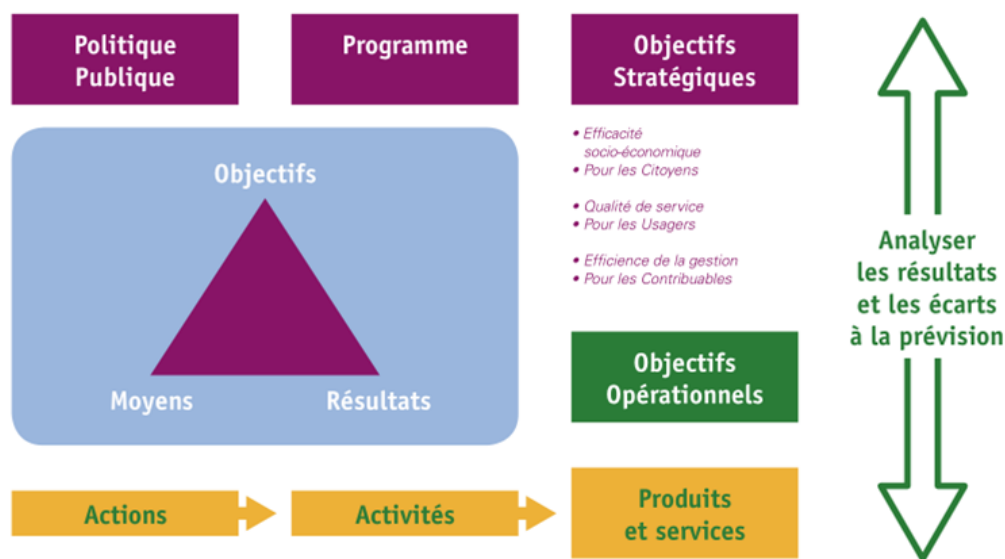 Politique
Publique
Programme
Objectifs
Stratégiques
Objectifs
Moyens
Résultats
• Efficacité
socio-économique
• Pour les Citoyens
• Qualité de service
• Pour les Usagers
• Efficience de la gestion
• Pour les Contribuables
Objectifs
Opérationnels
Actions
Activités
Produits
et services
Analyser
les résultats
et les écarts
à la prévision